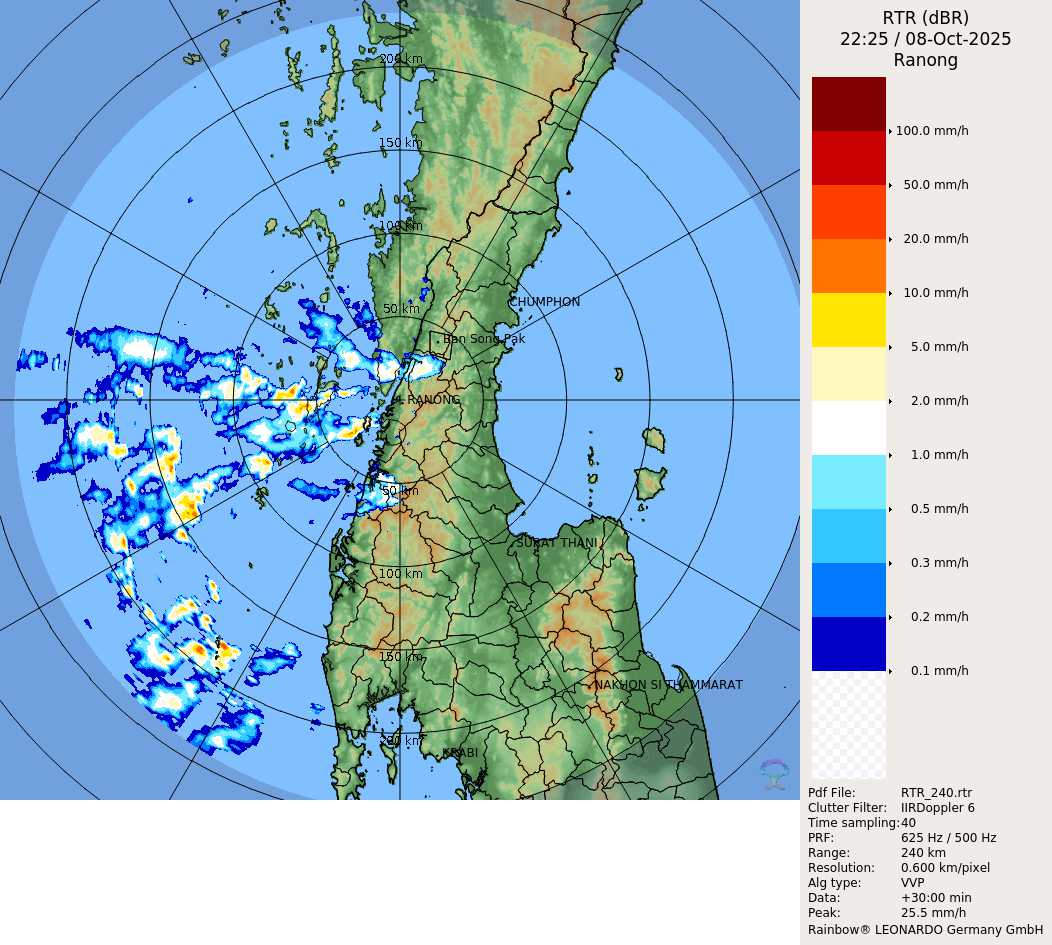 RTR (dBR)
22:25 / 08-Oct-2025
Ranong
100.0 mm/h
50.0 mm/h
20.0 mm/h
10.0 mm/h
5.0 mm/h
2.0 mm/h
1.0 mm/h
0.5 mm/h
0.3 mm/h
0.2 mm/h
0.1 mm/h
Pdf File: RTR_240.rtr
Clutter Filter: IIRDoppler 6
Time sampling: 40
PRF: 625 Hz / 500 Hz
Range: 240 km
Resolution: 0.600 km/pixel
Alg type: VVP
Data: +30:00 min
Peak: 25.5 mm/h
Rainbow® LEONARDO Germany GmbH
200 km
150 km
100 km
50 km
CHUMPHON
Ban Song Pak
RANONG
50 km
SURAT THANI
100 km
150 km
NAKHON SI THAMMARAT
200 km
KRABI